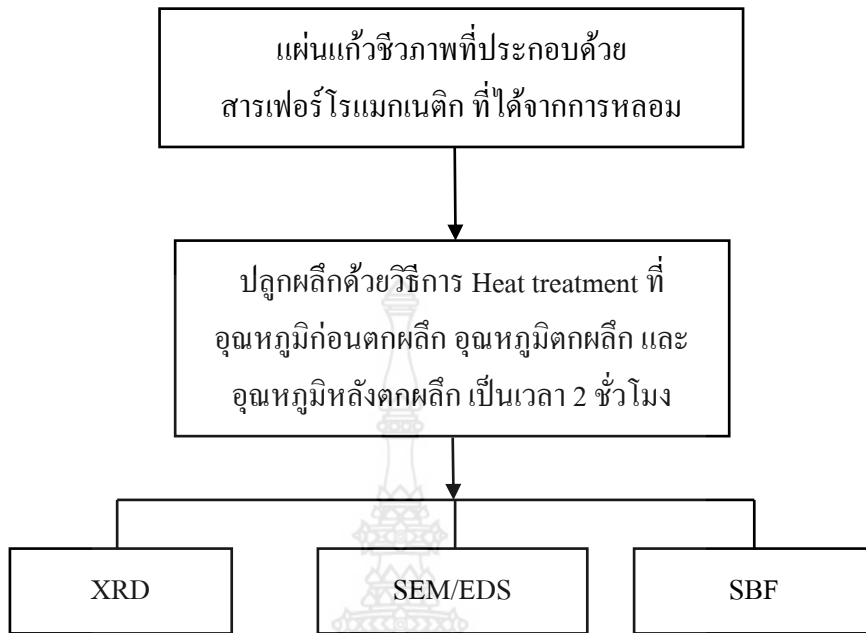 แผ่นแก้วชีวภาพที่ประกอบด้วย
สารเฟอร์โรแมกเนติก ที่ได้จากการหลอม
ปลูกผลึกด้วยวิธีการ Heat treatment ที่
อุณหภูมิก่อนตกผลึก อุณหภูมิตกผลึก และ
อุณหภูมิหลังตกผลึก เป็นเวลา 2 ชั่วโมง
XRD
SEM/EDS
SBF